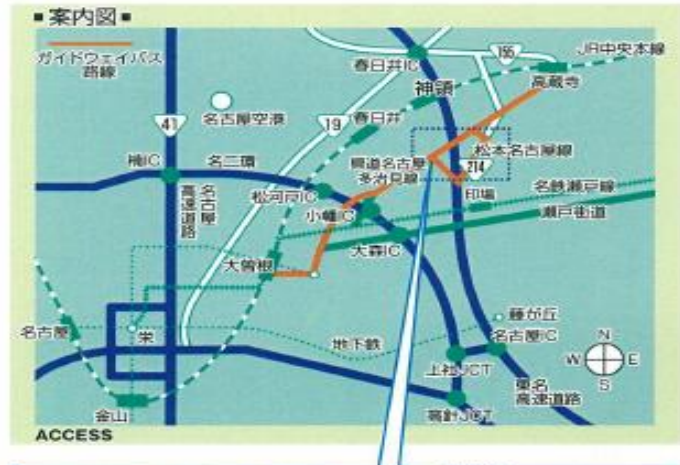 ■案内図■
ガイドウェイバス
路線
155
JR中央本線
春日井IC
高蔵寺
神領
41
名古屋空港
19
春日井
松本名古屋線
楠IC
名二環
県道名古屋
多治見線
214
名古屋
高速道路
松河戸IC
印場
名鉄瀬戸線
小幡IC
瀬戸街道
大森IC
大曽根
藤が丘
名古屋
栄
地下鉄
名古屋IC
N
W E
S
上社JCT
東名
高速道路
金山
高針JCT
ACCESS